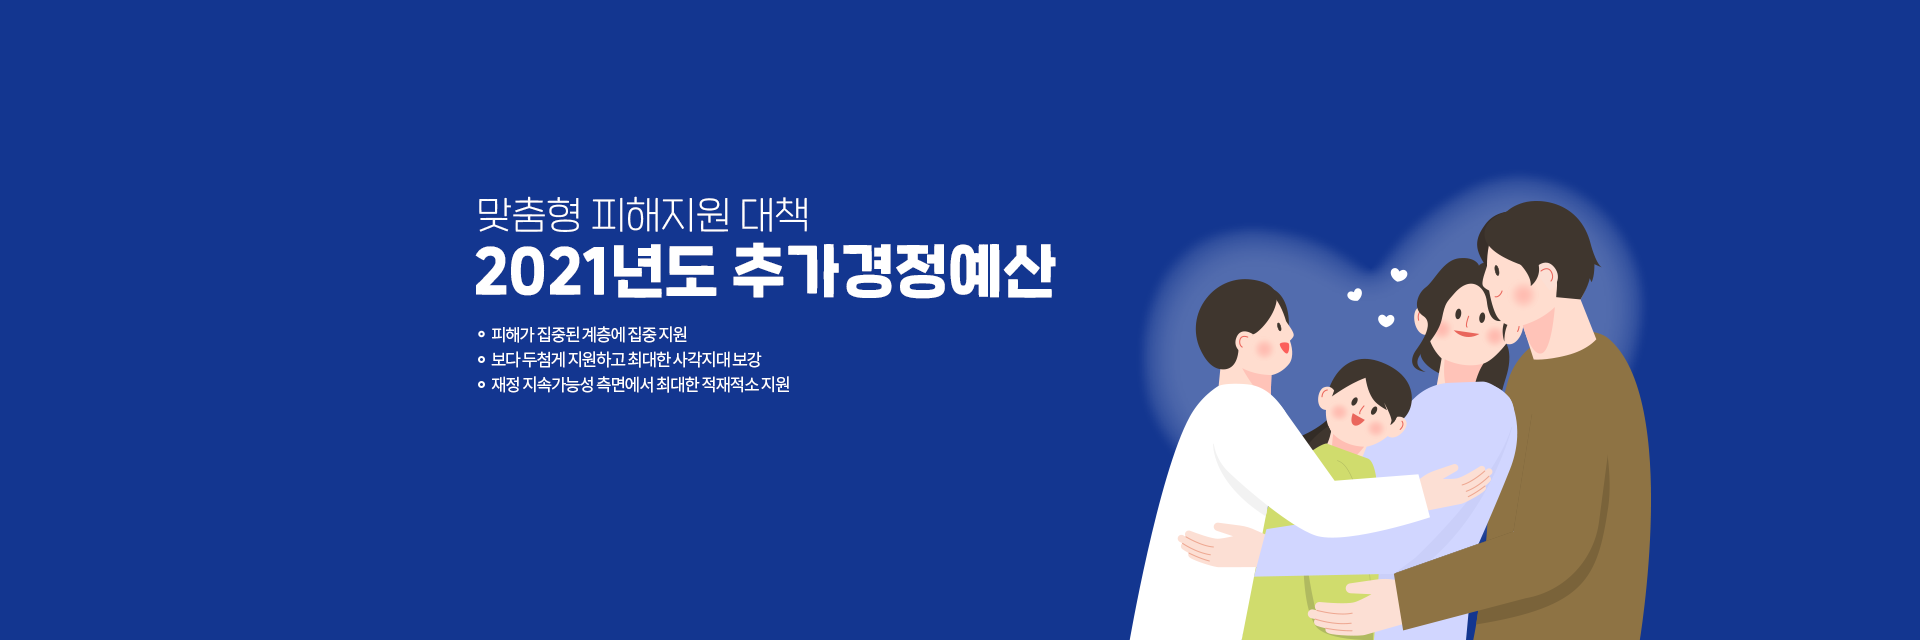 맞춤형 피해지원 대책
2021년도 추가경정예산
피해가 집중된 계층에 집중 지원
보다 두첨게 지원하고 최대한 사각지대 보강
재정 지속가능성 측면에서 최대한 적재적소 지원